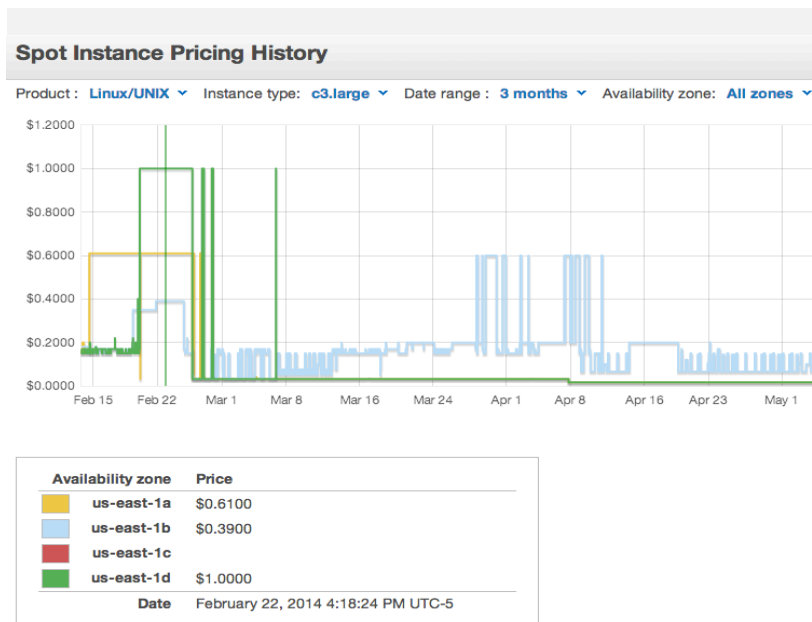 Spot Instance Pricing History
Product : Linux/UNIX Instance type: c3.large Date range : 3 months Availability zone: All zones
$1.2000
$1.0000
$0.8000
$0.6000
$0.4000
$0.2000
$0.0000
Feb 15 Feb 22 Mar 1 Mar 8 Mar 16 Mar 24 Apr 1 Apr 8 Apr 16 Apr 23 May 1
Availability zone Price
us-east-1a $0.6100
us-east-1b $0.3900
us-east-1c
us-east-1d $1.0000
Date February 22, 2014 4:18:24 PM UTC-5